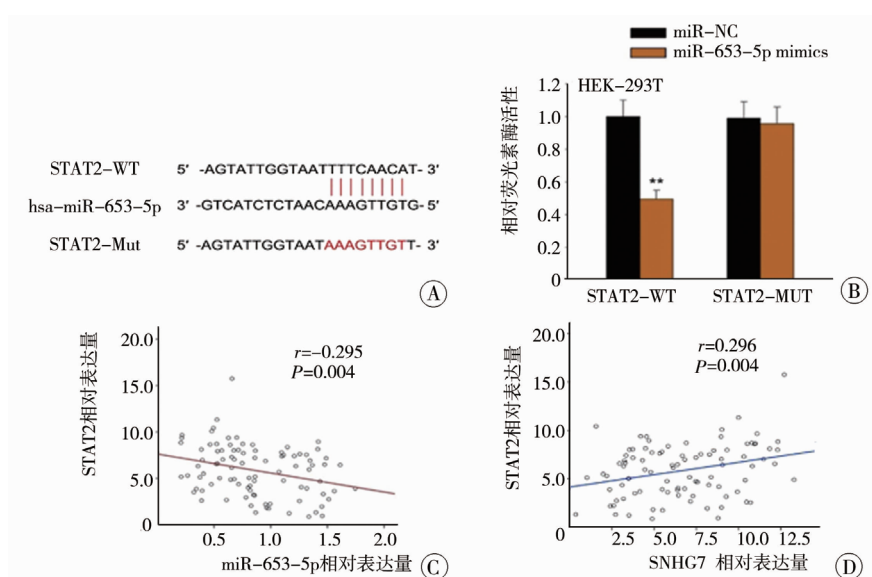 STAT2-WT 5′ -AGTATTGGTAATTTTCAACAT- 3′
hsa-miR-653-5p 3′ -GTCATCTCTAACAAAGTTGTG- 5′
STAT2-Mut 5′ -AGTATTGGTAATAAAGTTGTT- 3′
A
miR-NC
miR-653-5p mimics
HEK-293T
相对荧光素酶活性
1.2
1.0
0.8
0.6
0.4
0.2
0
**
STAT2-WT STAT2-MUT
B
STAT2相对表达量
20.0
15.0
10.0
5.0
0
r=-0.295
P=0.004
0.5 1.0 1.5 2.0
miR-653-5p相对表达量
C
STAT2相对表达量
20.0
15.0
10.0
5.0
0
r=0.296
P=0.004
2.5 5.0 7.5 10.0 12.5
SNHG7 相对表达量
D